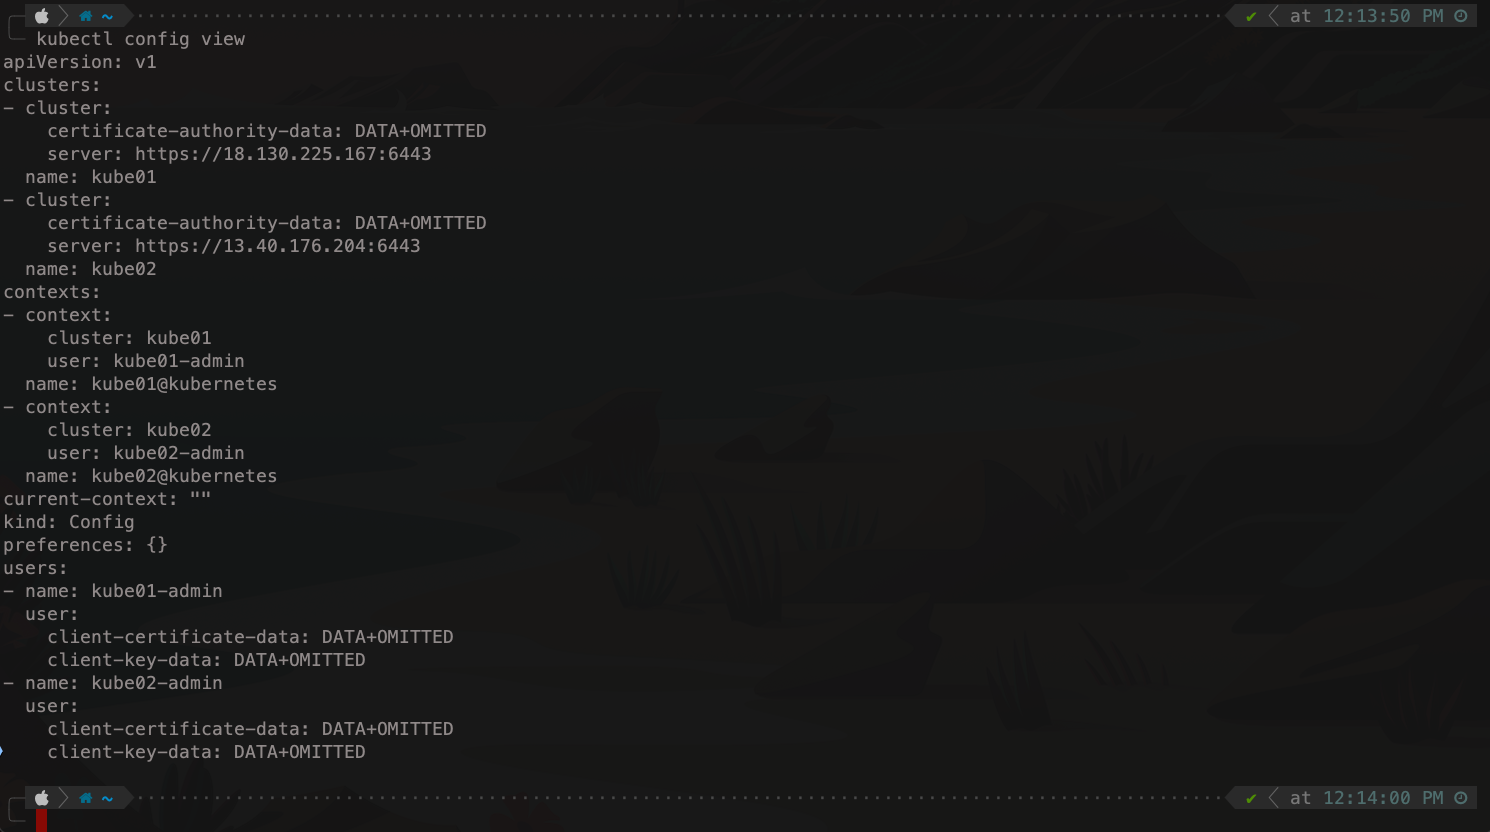 ~ at 12:13:50 PM
kubectl config view
apiVersion: v1
clusters:
- cluster:
    certificate-authority-data: DATA+OMITTED
    server: https://18.130.225.167:6443
  name: kube01
- cluster:
    certificate-authority-data: DATA+OMITTED
    server: https://13.40.176.204:6443
  name: kube02
contexts:
- context:
    cluster: kube01
    user: kube01-admin
  name: kube01@kubernetes
- context:
    cluster: kube02
    user: kube02-admin
  name: kube02@kubernetes
current-context: ""
kind: Config
preferences: {}
users:
- name: kube01-admin
  user:
    client-certificate-data: DATA+OMITTED
    client-key-data: DATA+OMITTED
- name: kube02-admin
  user:
    client-certificate-data: DATA+OMITTED
    client-key-data: DATA+OMITTED
~ at 12:14:00 PM